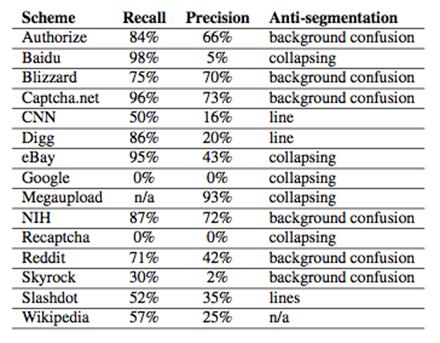 Scheme Recall Precision Anti-segmentation
Authorize 84% 66% background confusion
Baidu 98% 5% collapsing
Blizzard 75% 70% background confusion
Captcha.net 96% 73% background confusion
CNN 50% 16% line
Digg 86% 20% line
eBay 95% 43% collapsing
Google 0% 0% collapsing
Megaupload n/a 93% collapsing
NIH 87% 72% background confusion
Recaptcha 0% 0% collapsing
Reddit 71% 42% background confusion
Skyrock 30% 2% background confusion
Slashdot 52% 35% lines
Wikipedia 57% 25% n/a